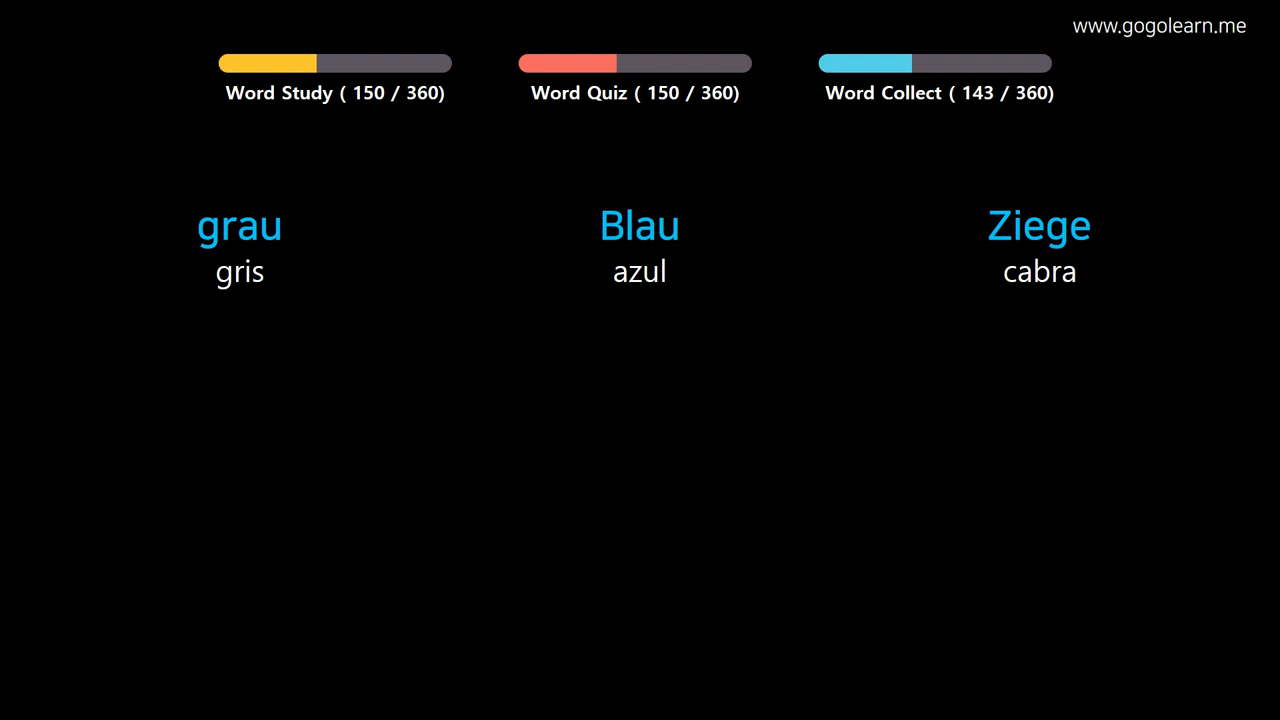 www.gogolearn.me
Word Study ( 150 / 360)
Word Quiz ( 150 / 360)
Word Collect ( 143 / 360)
grau
gris
Blau
azul
Ziege
cabra